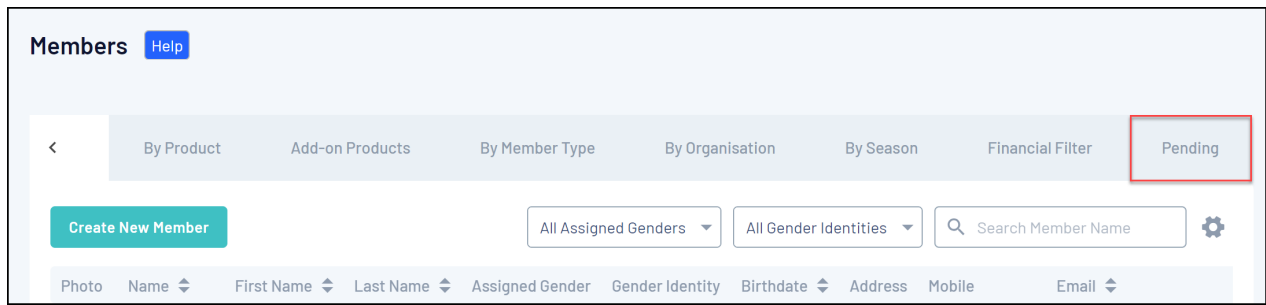 Members Help
By Product Add-on Products By Member Type By Organisation By Season Financial Filter Pending
Create New Member All Assigned Genders All Gender Identities Search Member Name
Photo Name First Name Last Name Assigned Gender Gender Identity Birthdate Address Mobile Email